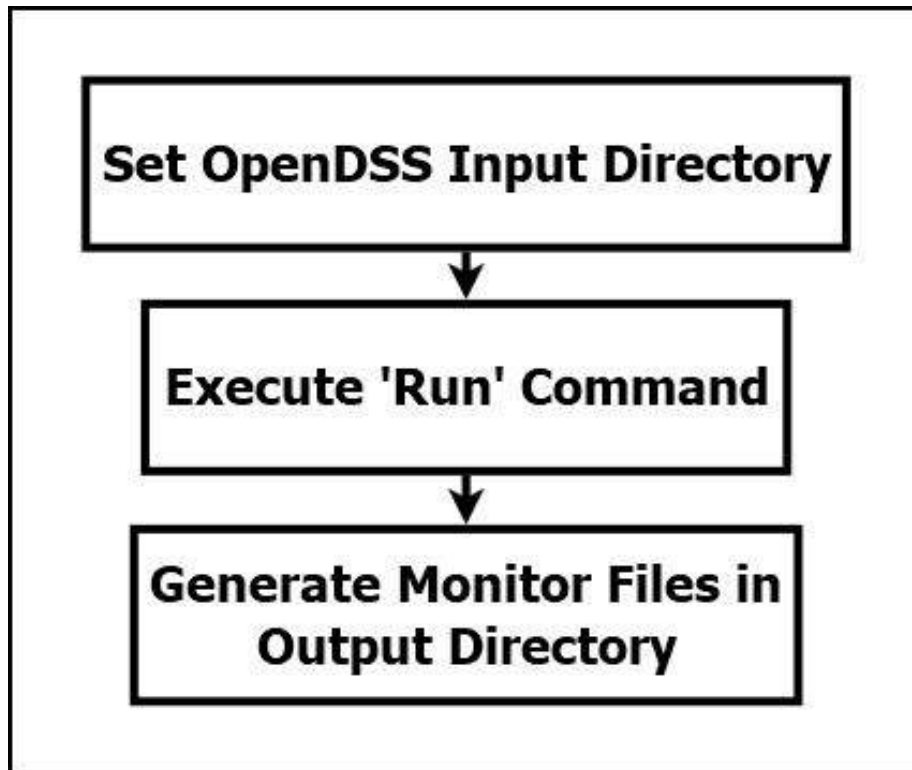 Set OpenDSS Input Directory
Execute 'Run' Command
Generate Monitor Files in
Output Directory